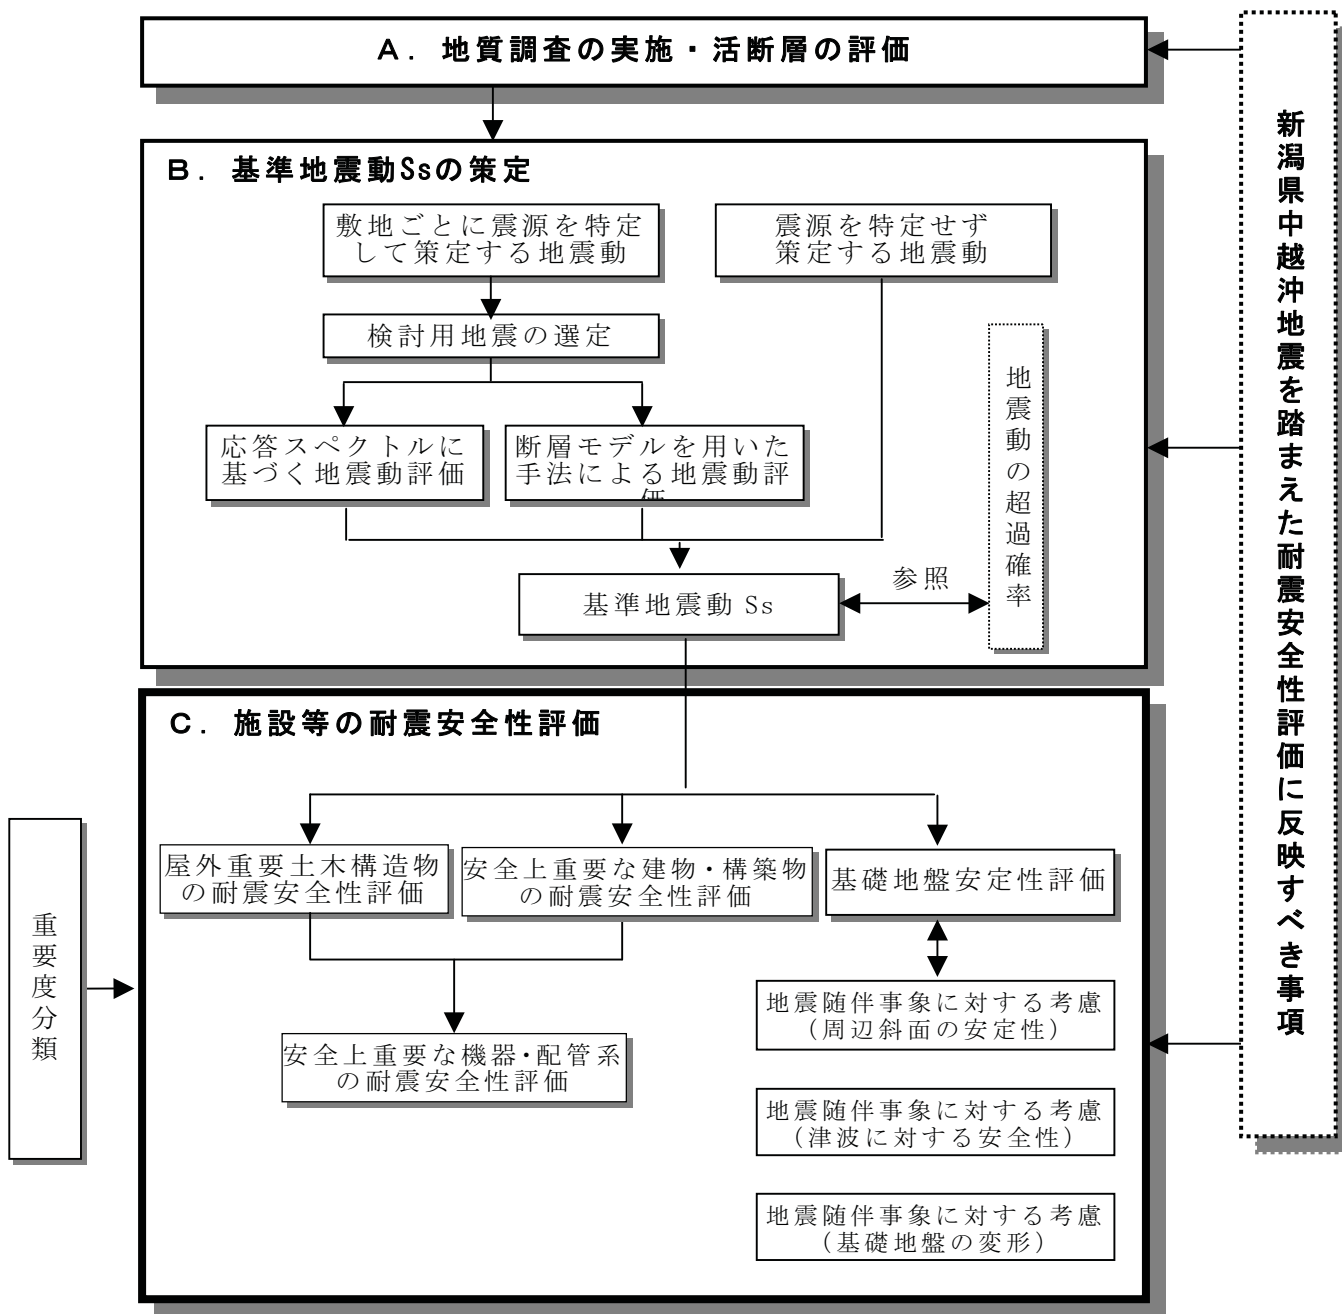 A. 地質調査の実施・活断層の評価
B. 基準地震動Ssの策定
敷地ごとに震源を特定
して策定する地震動
震源を特定せず
策定する地震動
検討用地震の選定
応答スペクトルに
基づく地震動評価
断層モデルを用いた
手法による地震動評
価
地震動の超過確率
参照
基準地震動 Ss
C. 施設等の耐震安全性評価
屋外重要土木構造物
の耐震安全性評価
安全上重要な建物・構築物
の耐震安全性評価
基礎地盤安定性評価
安全上重要な機器・配管系
の耐震安全性評価
地震随伴事象に対する考慮
（周辺斜面の安定性）
地震随伴事象に対する考慮
（津波に対する安全性）
地震随伴事象に対する考慮
（基礎地盤の変形）
重要度分類
新潟県中越沖地震を踏まえた耐震安全性評価に反映すべき事項